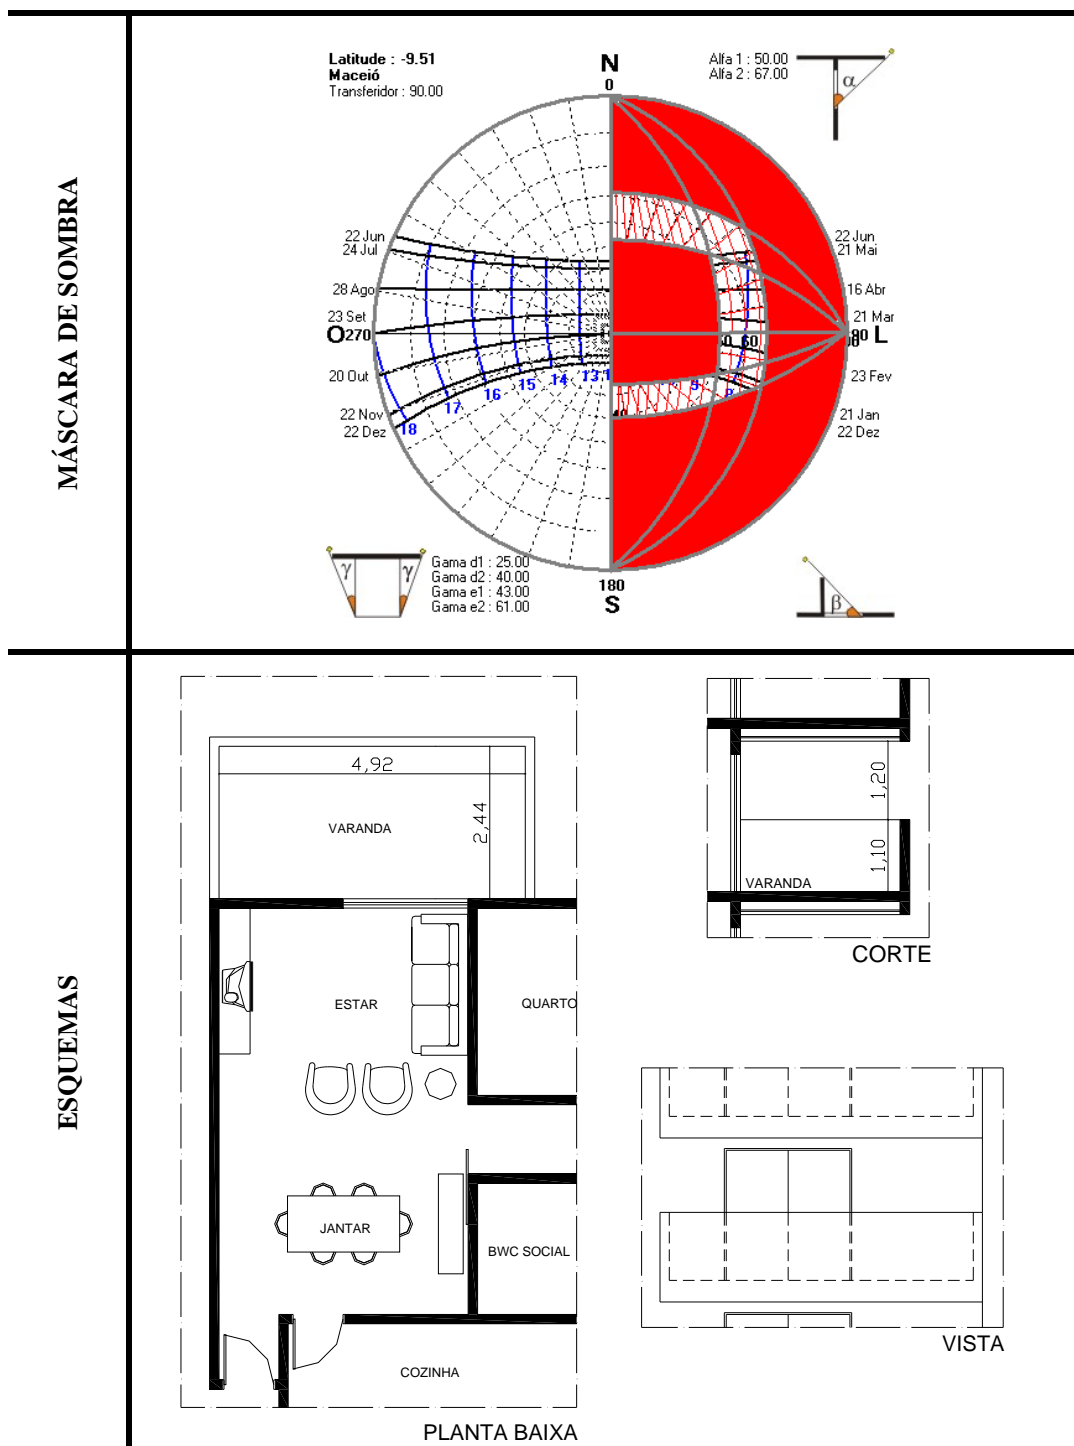 MÁSCARA DE SOMBRA
Latitude : -9.51
Maceió
Transferidor : 90.00
N
0
Alfa 1 : 50.00
Alfa 2 : 67.00
α
22 Jun
24 Jul
28 Ago
23 Set
O 270
20 Out
22 Nov
22 Dez
22 Jun
21 Mai
16 Abr
21 Mar
L
23 Fev
21 Jan
22 Dez
18
17
16
15
14
13
60
γ
γ
Gama d1 : 25.00
Gama d2 : 40.00
Gama e1 : 43.00
Gama e2 : 61.00
180
S
β
ESQUEMAS
4,92
VARANDA
2,44
ESTAR
QUARTO
JANTAR
BWC SOCIAL
COZINHA
PLANTA BAIXA
1,20
1,10
VARANDA
CORTE
VISTA